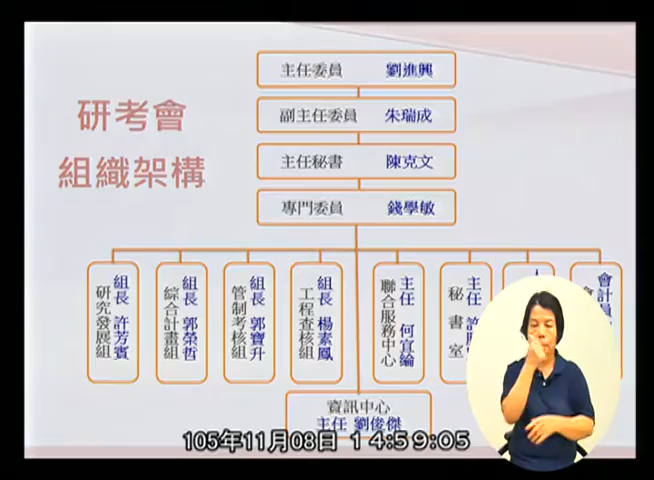 研考會
組織架構
主任委員 劉進興
副主任委員 朱瑞成
主任秘書 陳克文
專門委員 錢學敏
組長 許芳賓
研究發展組
組長 郭榮哲
綜合計畫組
組長 郭寶升
管制考核組
組長 楊素鳳
工程查核組
主任 何宜綸
聯合服務中心
主任 許
秘書室
人
會計員
資訊中心
主任 劉俊傑
105年11月08日 14:59:05